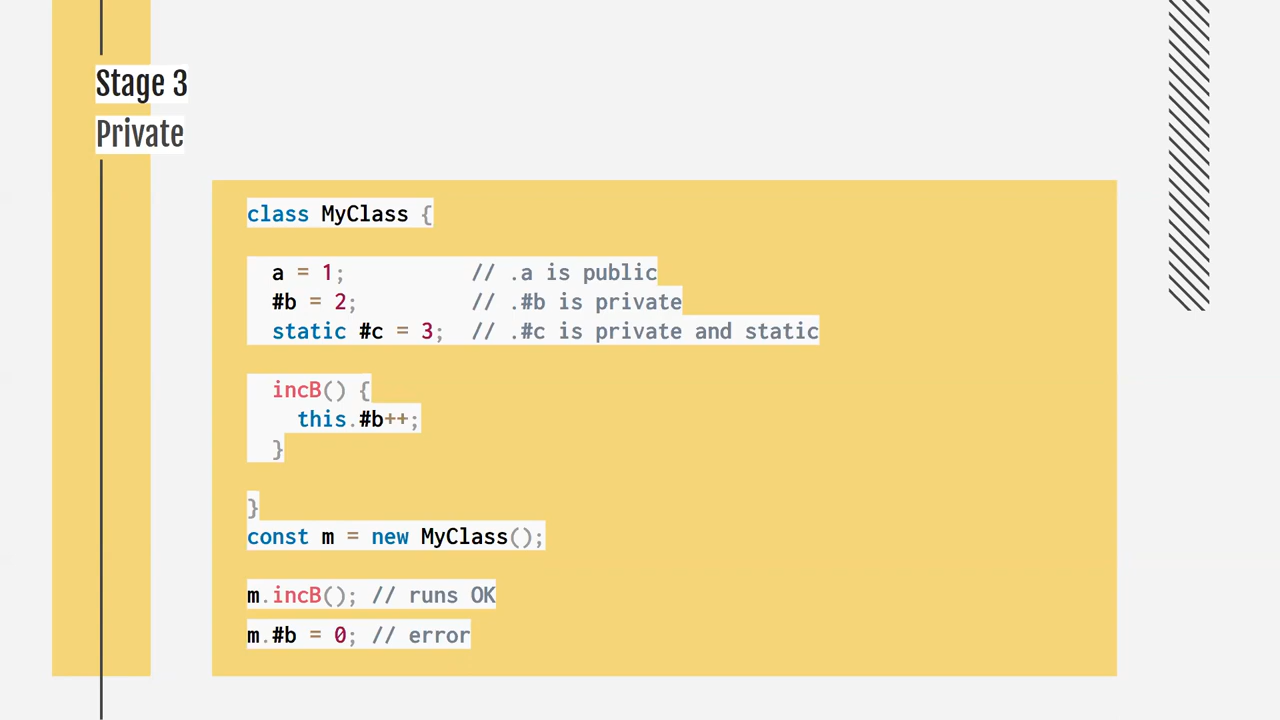 Stage 3
Private
class MyClass {
a = 1; // .a is public
#b = 2; // .#b is private
static #c = 3; // .#c is private and static
incB() {
this.#b++;
}
}
const m = new MyClass();
m.incB(); // runs OK
m.#b = 0; // error